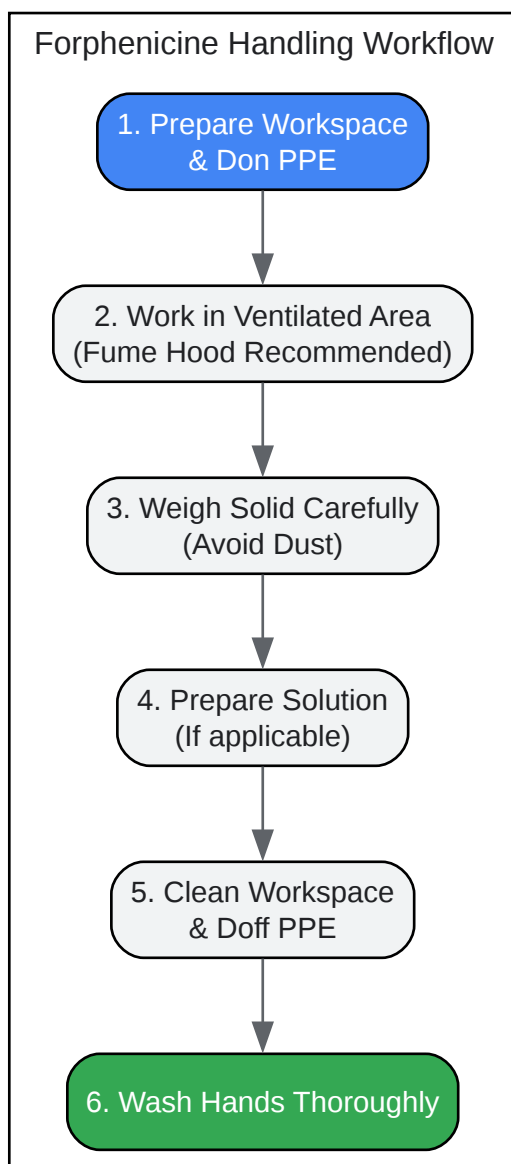 Forphenicine Handling Workflow
1. Prepare Workspace
& Don PPE
2. Work in Ventilated Area
(Fume Hood Recommended)
3. Weigh Solid Carefully
(Avoid Dust)
4. Prepare Solution
(If applicable)
5. Clean Workspace
& Doff PPE
6. Wash Hands Thoroughly